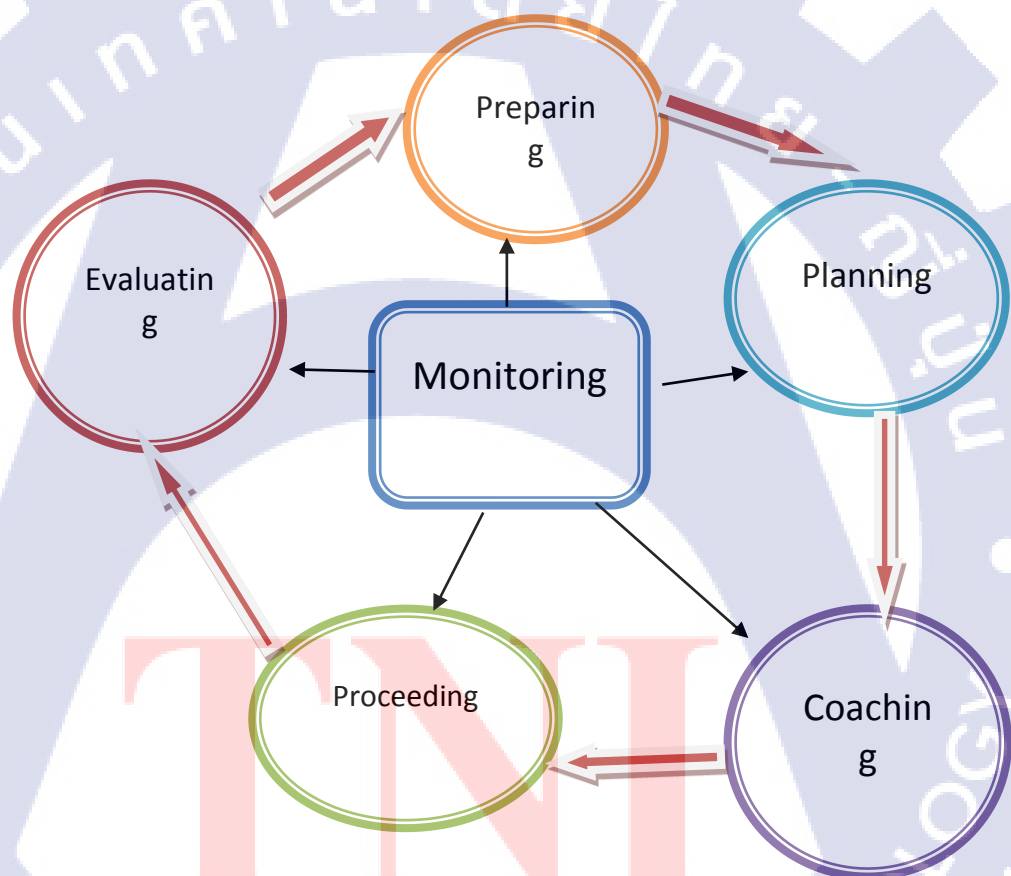 Preparin
g
Planning
Evaluatin
g
Monitoring
Proceeding
Coachin
g
TNI